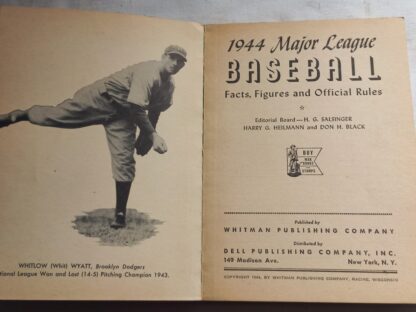 WHITLOW (Whit) WYATT, Brooklyn Dodgers
National League Won and Lost (14-5) Pitching Champion 1943.
1944 Major League
BASEBALL
Facts, Figures and Official Rules
Editorial Board—H. G. SALSINGER
HARRY G. HEILMANN and DON H. BLACK
BUY
WAR
BONDS
STAMPS
Published by
WHITMAN PUBLISHING COMPANY
Distributed by
DELL PUBLISHING COMPANY, INC.
149 Madison Ave. New York, N. Y.
COPYRIGHT 1944, BY WHITMAN PUBLISHING COMPANY, RACINE, WISCONSIN